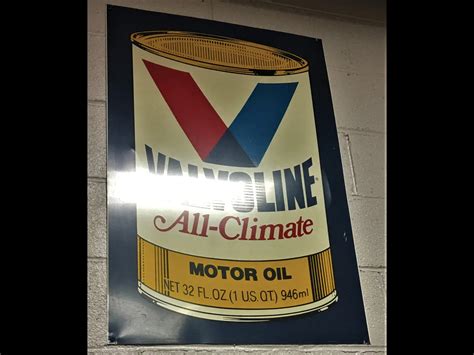 VALVOLINE®
All-Climate
MOTOR OIL
NET 32 FL. OZ (1 US. QT) 946ml